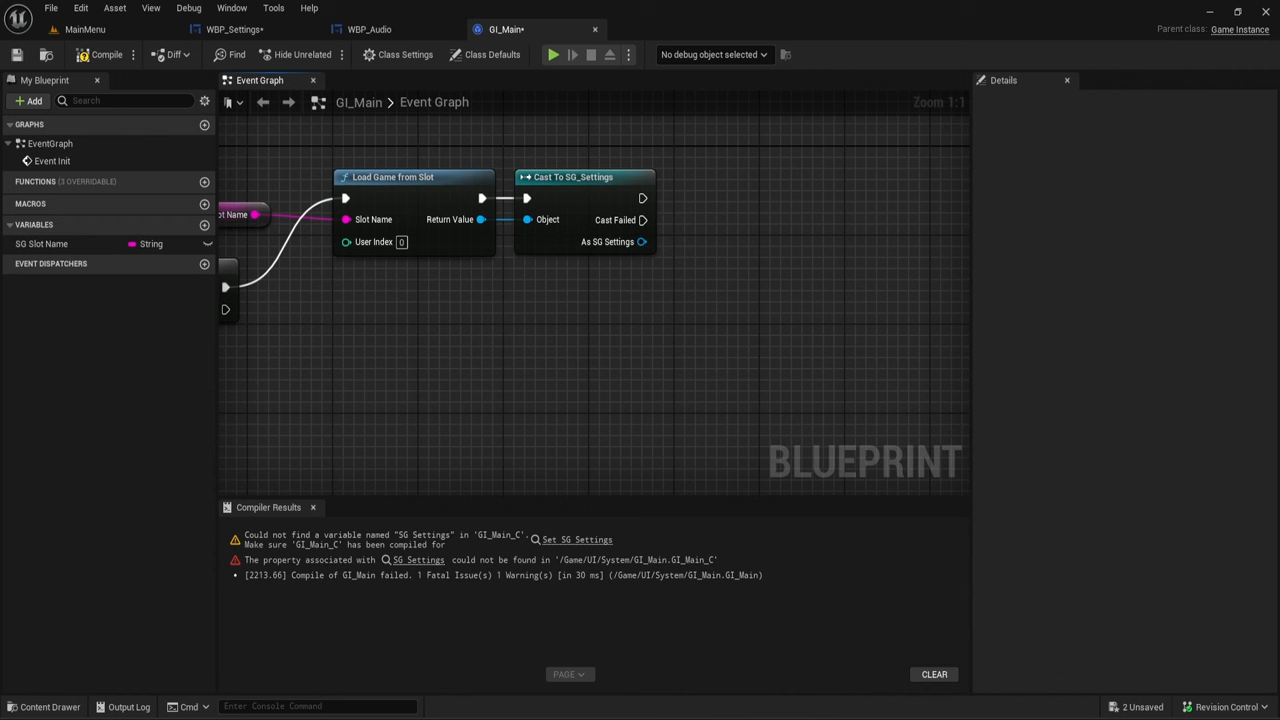 File Edit Asset View Debug Window Tools Help
MainMenu
WBP_Settings*
WBP_Audio
GI_Main*
Parent class: Game Instance
Compile
Diff
Find
Hide Unrelated
Class Settings
Class Defaults
No debug object selected
My Blueprint
Event Graph
Details
Add
Search
GI_Main > Event Graph
Zoom 1:1
GRAPHS
EventGraph
Event Init
FUNCTIONS (3 OVERRIDABLE)
MACROS
VARIABLES
SG Slot Name
String
EVENT DISPATCHERS
ot Name
Load Game from Slot
Slot Name
Return Value
User Index 0
Cast To SG_Settings
Object
Cast Failed
As SG Settings
BLUEPRINT
Compiler Results
Could not find a variable named "SG Settings" in 'GI_Main_C'.
Make sure 'GI_Main_C' has been compiled for Set SG Settings
The property associated with SG Settings could not be found in '/Game/UI/System/GI_Main.GI_Main_C'
[2213.66] Compile of GI_Main failed. 1 Fatal Issue(s) 1 Warning(s) [in 30 ms] (/Game/UI/System/GI_Main.GI_Main)
PAGE
CLEAR
Content Drawer
Output Log
Cmd
Enter Console Command
2 Unsaved
Revision Control